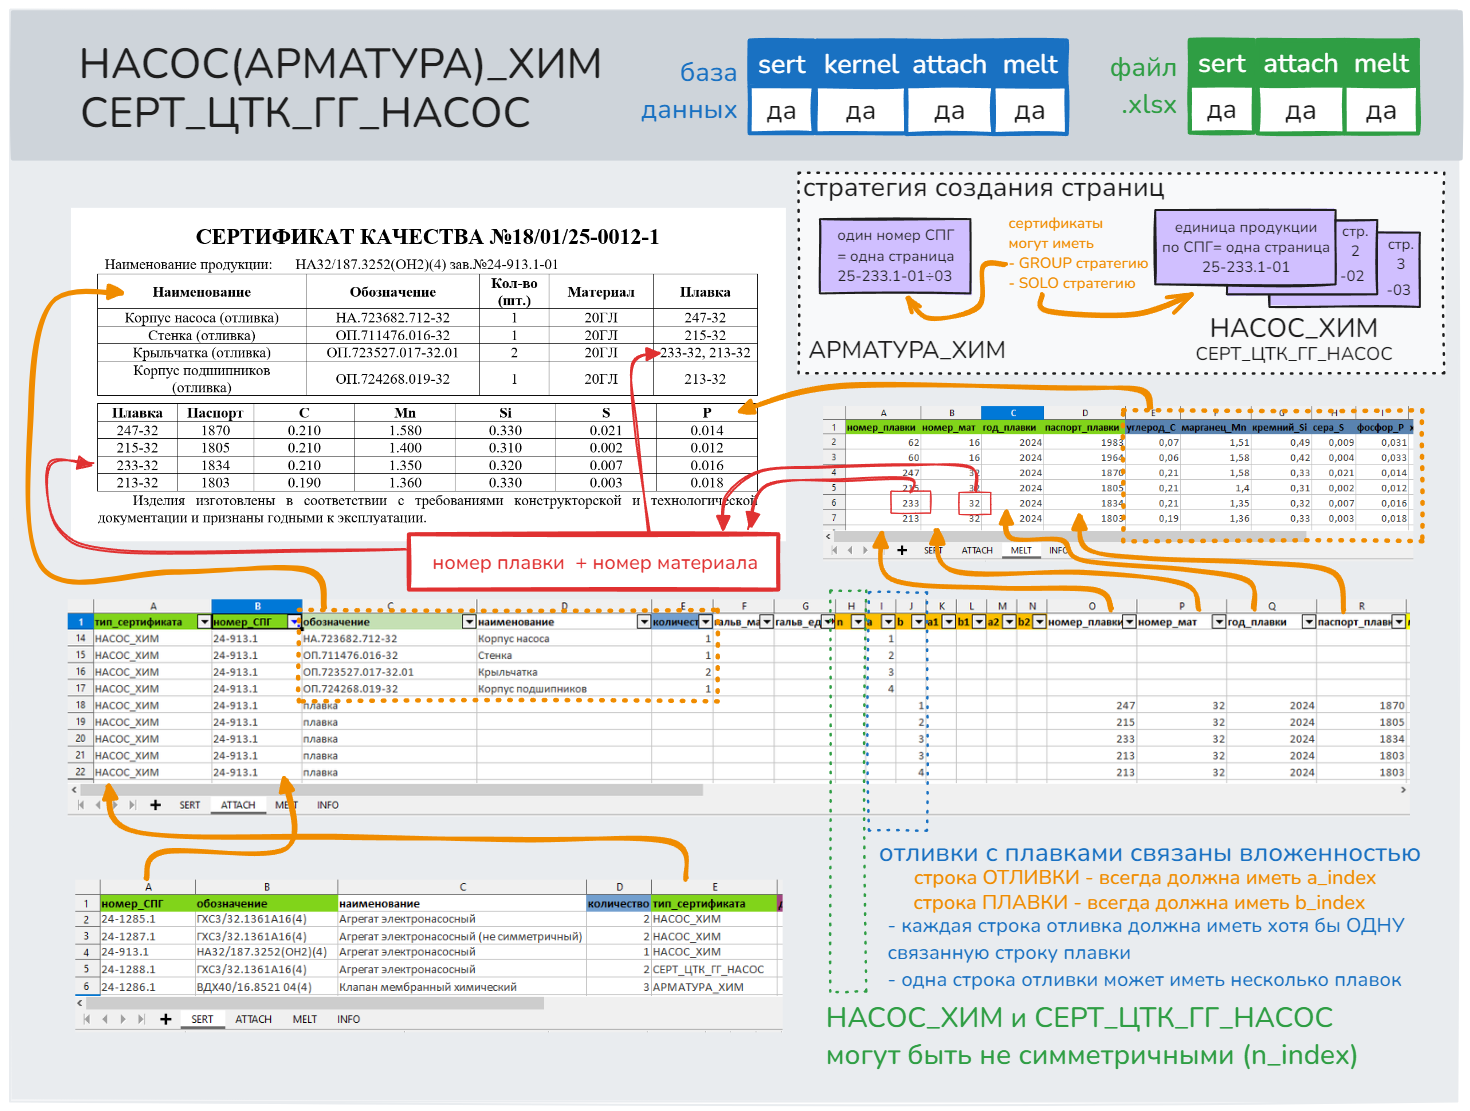 НАСОС(АРМАТУРА)_ХИМ
СЕРТ_ЦТК_ГГ_НАСОС
база данных
sert kernel attach melt
да да да да
файл .xlsx
sert attach melt
да да да
стратегия создания страниц
один номер СПГ
= одна страница
25-233.1-01÷03
АРМАТУРА_ХИМ
сертификаты
могут иметь
- GROUP стратегию
- SOLO стратегию
единица продукции
по СПГ= одна страница
25-233.1-01
стр.
2
-02
стр.
3
-03
НАСОС_ХИМ
СЕРТ_ЦТК_ГГ_НАСОС
СЕРТИФИКАТ КАЧЕСТВА №18/01/25-0012-1
Наименование продукции: НА32/187.3252(ОН2)(4) зав.№24-913.1-01
Наименование Обозначение Кол-во (шт.) Материал Плавка
Корпус насоса (отливка) НА.723682.712-32 1 20ГЛ 247-32
Стенка (отливка) ОП.711476.016-32 1 20ГЛ 215-32
Крыльчатка (отливка) ОП.723527.017-32.01 2 20ГЛ 233-32, 213-32
Корпус подшипников (отливка) ОП.724268.019-32 1 20ГЛ 213-32
Плавка Паспорт C Mn Si S P
247-32 1870 0.210 1.580 0.330 0.021 0.014
215-32 1805 0.210 1.400 0.310 0.002 0.012
233-32 1834 0.210 1.350 0.320 0.007 0.016
213-32 1803 0.190 1.360 0.330 0.003 0.018
Изделия изготовлены в соответствии с требованиями конструкторской и технологической
документации и признаны годными к эксплуатации.
номер плавки + номер материала
A B C D E F G H I
1 номер_плавки номер_мат год_плавки паспорт_плавки углерод_C марганец_Mn кремний_Si сера_S фосфор_P
2 62 16 2024 1983 0,07 1,51 0,49 0,009 0,031
3 60 16 2024 1964 0,06 1,58 0,42 0,004 0,033
4 247 32 2024 1870 0,21 1,58 0,33 0,021 0,014
5 215 32 2024 1805 0,21 1,4 0,31 0,002 0,012
6 233 32 2024 1834 0,21 1,35 0,32 0,007 0,016
7 213 32 2024 1803 0,19 1,36 0,33 0,003 0,018
SERT ATTACH MELT INFO
A B C D E F G H I J K L M N O P Q R
1 тип_сертификата номер_СПГ обозначение наименование количест n a b a1 b1 a2 b2 номер_плавки номер_мат год_плавки паспорт_плавк
14 НАСОС_ХИМ 24-913.1 НА.723682.712-32 Корпус насоса 1 1
15 НАСОС_ХИМ 24-913.1 ОП.711476.016-32 Стенка 1 2
16 НАСОС_ХИМ 24-913.1 ОП.723527.017-32.01 Крыльчатка 2 3
17 НАСОС_ХИМ 24-913.1 ОП.724268.019-32 Корпус подшипников 1 4
18 НАСОС_ХИМ 24-913.1 плавка 1 247 32 2024 1870
19 НАСОС_ХИМ 24-913.1 плавка 2 215 32 2024 1805
20 НАСОС_ХИМ 24-913.1 плавка 3 233 32 2024 1834
21 НАСОС_ХИМ 24-913.1 плавка 3 213 32 2024 1803
22 НАСОС_ХИМ 24-913.1 плавка 4 213 32 2024 1803
SERT ATTACH MELT INFO
A B C D E
1 номер_СПГ обозначение наименование количество тип_сертификата
2 24-1285.1 ГХС3/32.1361А16(4) Агрегат электронасосный 2 НАСОС_ХИМ
3 24-1287.1 ГХС3/32.1361А16(4) Агрегат электронасосный (не симметричный) 2 НАСОС_ХИМ
4 24-913.1 НА32/187.3252(ОН2)(4) Агрегат электронасосный 1 НАСОС_ХИМ
5 24-1288.1 ГХС3/32.1361А16(4) Агрегат электронасосный 2 СЕРТ_ЦТК_ГГ_НАСОС
6 24-1286.1 ВДХ40/16.8521 04(4) Клапан мембранный химический 3 АРМАТУРА_ХИМ
SERT ATTACH MELT INFO
отливки с плавками связаны вложенностью
строка ОТЛИВКИ - всегда должна иметь a_index
строка ПЛАВКИ - всегда должна иметь b_index
- каждая строка отливка должна иметь хотя бы ОДНУ
связанную строку плавки
- одна строка отливки может иметь несколько плавок
НАСОС_ХИМ и СЕРТ_ЦТК_ГГ_НАСОС
могут быть не симметричными (n_index)